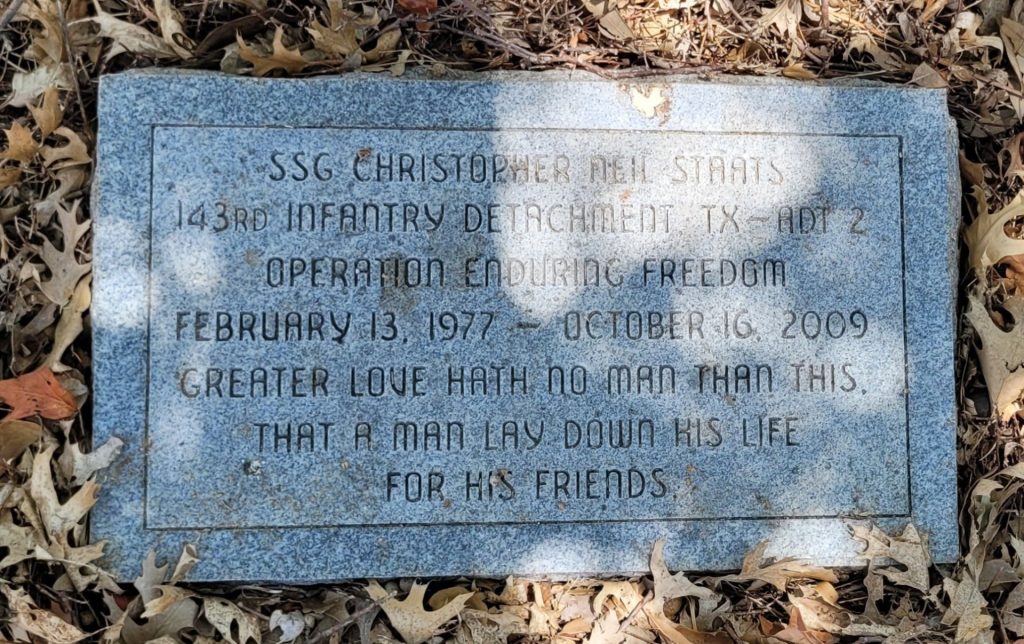 SSG CHRISTOPHER NEIL STAATS
143RD INFANTRY DETACHMENT TX-ADT 2
OPERATION ENDURING FREEDOM
FEBRUARY 13, 1977 - OCTOBER 16, 2009
GREATER LOVE HATH NO MAN THAN THIS,
THAT A MAN LAY DOWN HIS LIFE
FOR HIS FRIENDS.